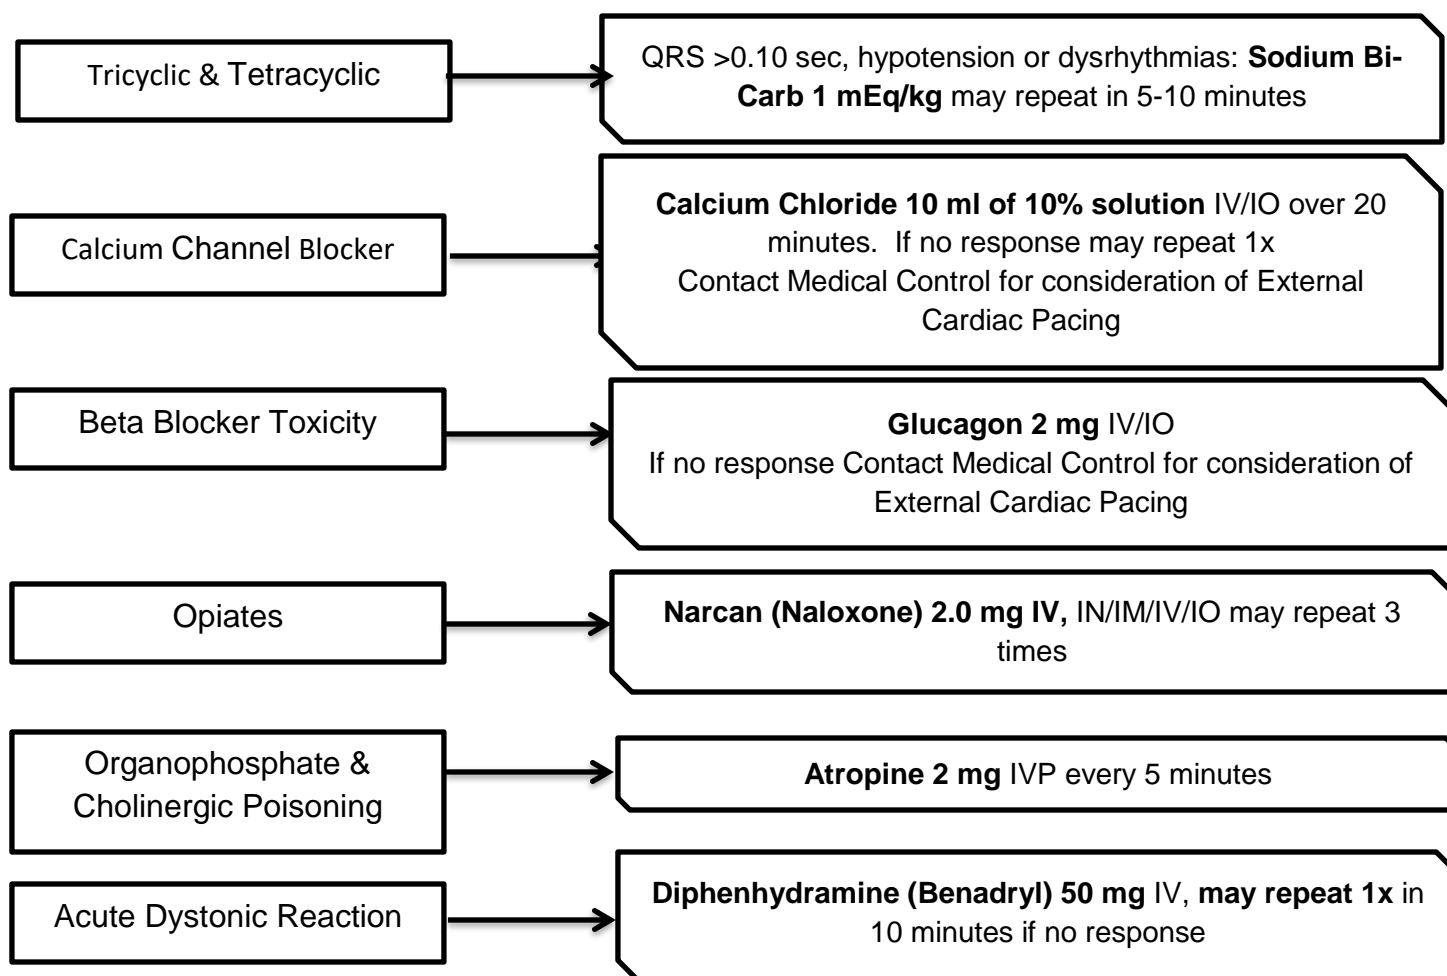 Tricyclic & Tetracyclic
QRS >0.10 sec, hypotension or dysrhythmias: Sodium Bi-
Carb 1 mEq/kg may repeat in 5-10 minutes
Calcium Channel Blocker
Calcium Chloride 10 ml of 10% solution IV/IO over 20
minutes.  If no response may repeat 1x
Contact Medical Control for consideration of External
Cardiac Pacing
Beta Blocker Toxicity
Glucagon 2 mg IV/IO
If no response Contact Medical Control for consideration of
External Cardiac Pacing
Opiates
Narcan (Naloxone) 2.0 mg IV, IN/IM/IV/IO may repeat 3
times
Organophosphate &
Cholinergic Poisoning
Atropine 2 mg IVP every 5 minutes
Acute Dystonic Reaction
Diphenhydramine (Benadryl) 50 mg IV, may repeat 1x in
10 minutes if no response